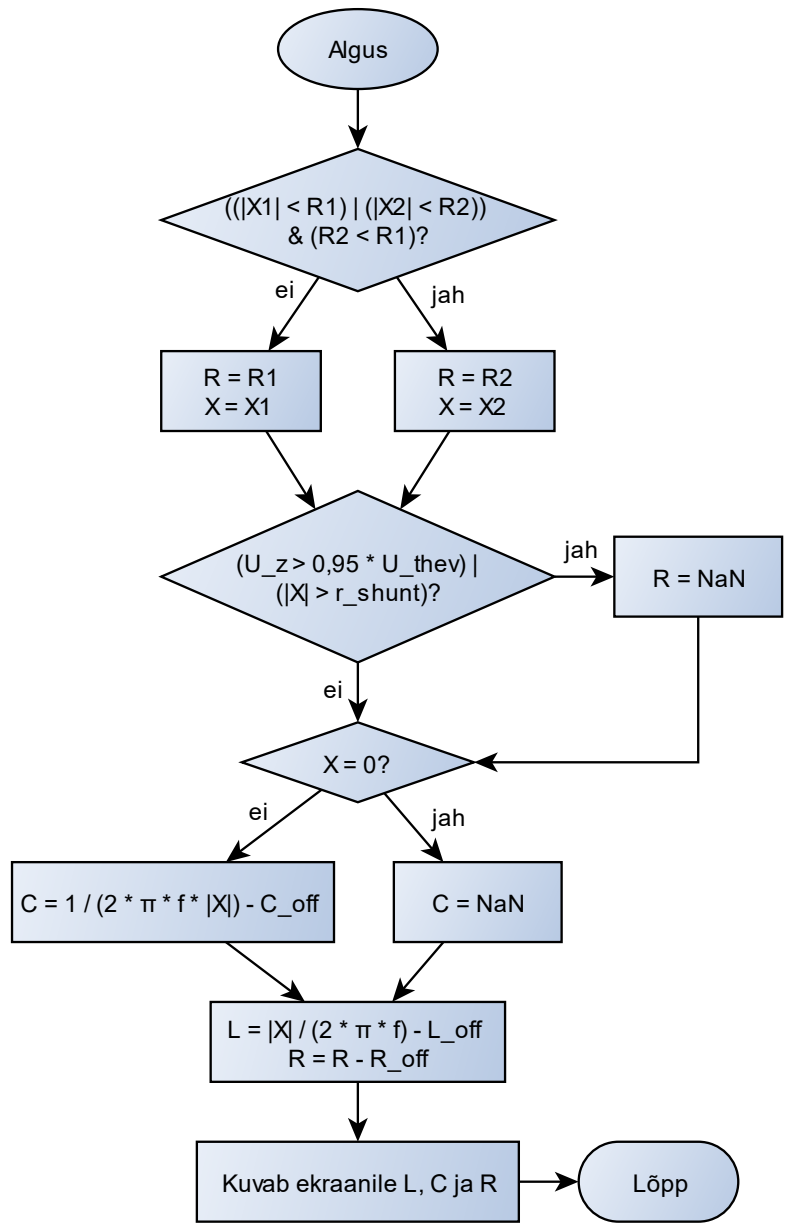 Algus
((|X1| < R1) | (|X2| < R2))
& (R2 < R1)?
ei
jah
R = R1
X = X1
R = R2
X = X2
(U_z > 0,95 * U_thev) |
(|X| > r_shunt)?
jah
R = NaN
ei
X = 0?
ei
jah
C = 1 / (2 * π * f * |X|) - C_off
C = NaN
L = |X| / (2 * π * f) - L_off
R = R - R_off
Kuvab ekraanile L, C ja R
Lõpp